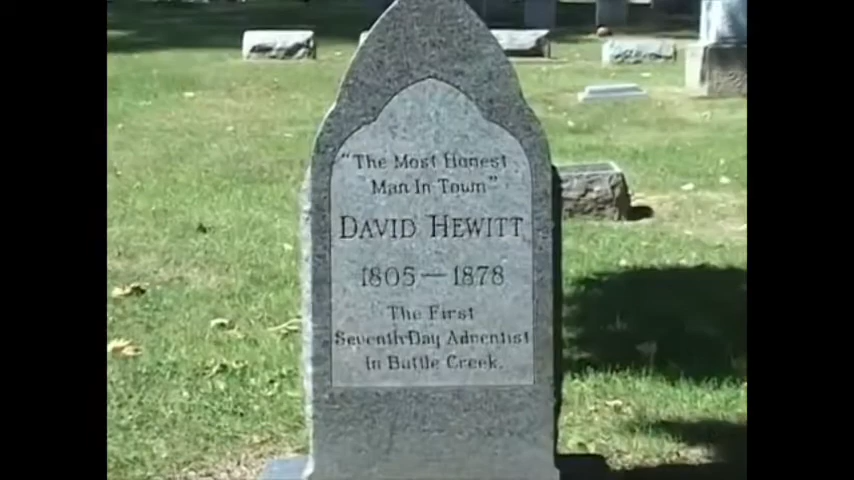 "The Most Honest
Man In Town"
DAVID HEWITT
1805—1878
The First
Seventh-Day Adventist
In Battle Creek.